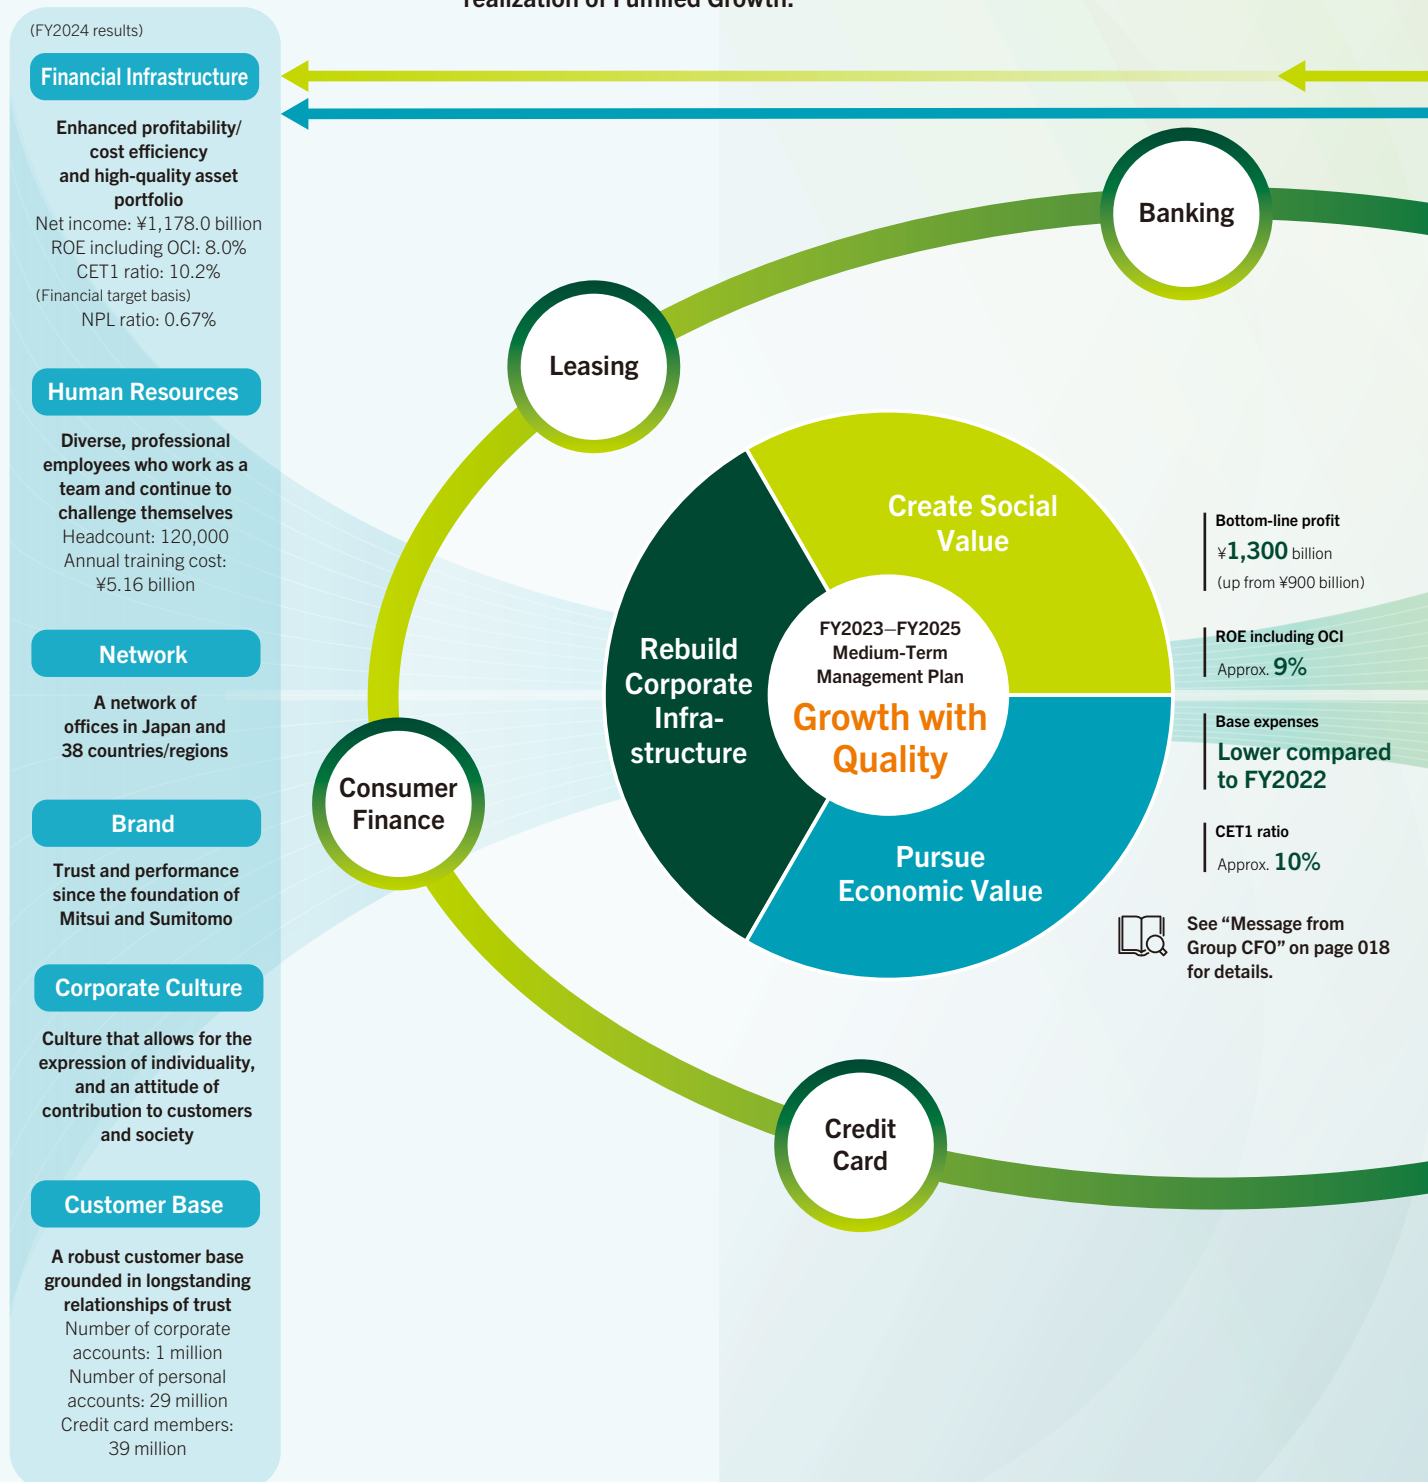 realization of Fulfilled Growth.
(FY2024 results)
Financial Infrastructure
Enhanced profitability/
cost efficiency
and high-quality asset
portfolio
Net income: ¥1,178.0 billion
ROE including OCI: 8.0%
CET1 ratio: 10.2%
(Financial target basis)
NPL ratio: 0.67%
Human Resources
Diverse, professional
employees who work as a
team and continue to
challenge themselves
Headcount: 120,000
Annual training cost:
¥5.16 billion
Network
A network of
offices in Japan and
38 countries/regions
Brand
Trust and performance
since the foundation of
Mitsui and Sumitomo
Corporate Culture
Culture that allows for the
expression of individuality,
and an attitude of
contribution to customers
and society
Customer Base
A robust customer base
grounded in longstanding
relationships of trust
Number of corporate
accounts: 1 million
Number of personal
accounts: 29 million
Credit card members:
39 million
Banking
Leasing
Consumer
Finance
Credit
Card
Create Social
Value
Rebuild
Corporate
Infra-
structure
Pursue
Economic Value
FY2023–FY2025
Medium-Term
Management Plan
Growth with
Quality
Bottom-line profit
¥1,300 billion
(up from ¥900 billion)
ROE including OCI
Approx. 9%
Base expenses
Lower compared
to FY2022
CET1 ratio
Approx. 10%
See “Message from
Group CFO” on page 018
for details.